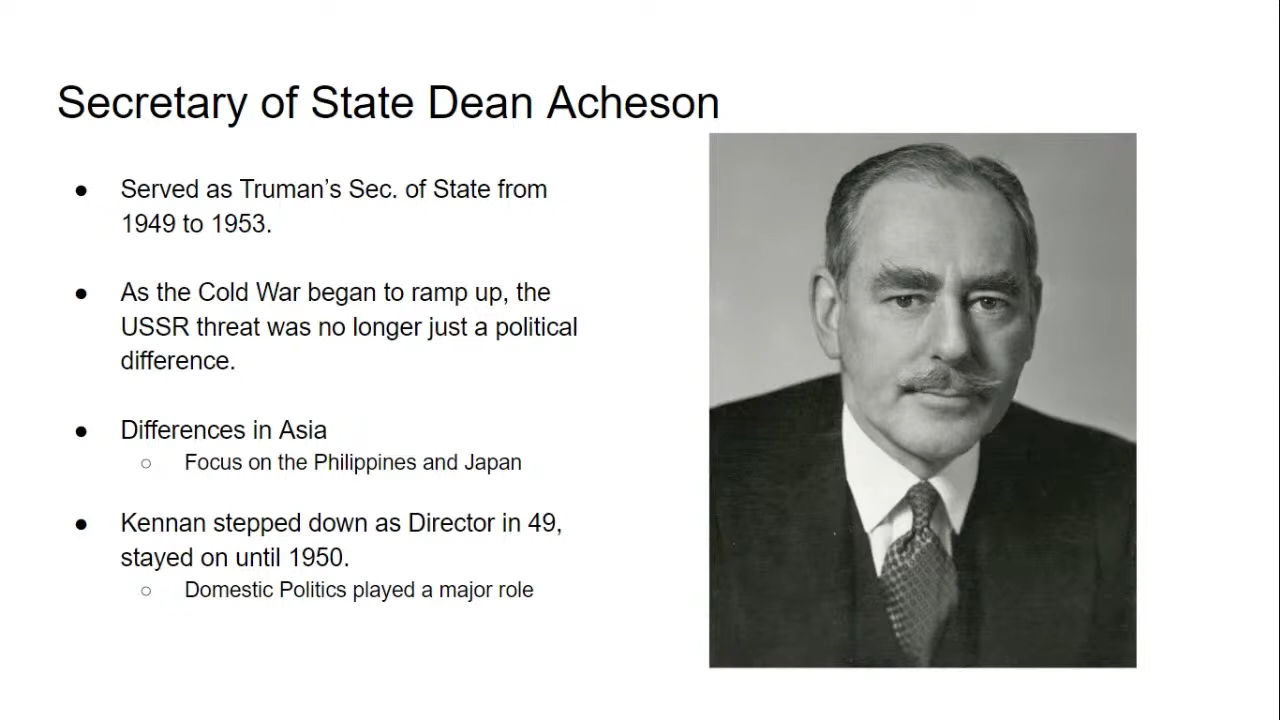 Secretary of State Dean Acheson
● Served as Truman’s Sec. of State from
1949 to 1953.
● As the Cold War began to ramp up, the
USSR threat was no longer just a political
difference.
● Differences in Asia
○ Focus on the Philippines and Japan
● Kennan stepped down as Director in 49,
stayed on until 1950.
○ Domestic Politics played a major role